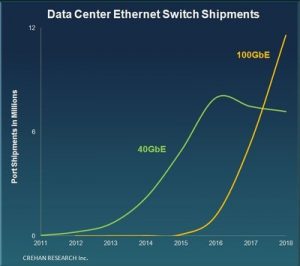 Data Center Ethernet Switch Shipments
12
100GbE
Port Shipments in Millions
6
40GbE
0
2011 2012 2013 2014 2015 2016 2017 2018
CREHAN RESEARCH Inc.